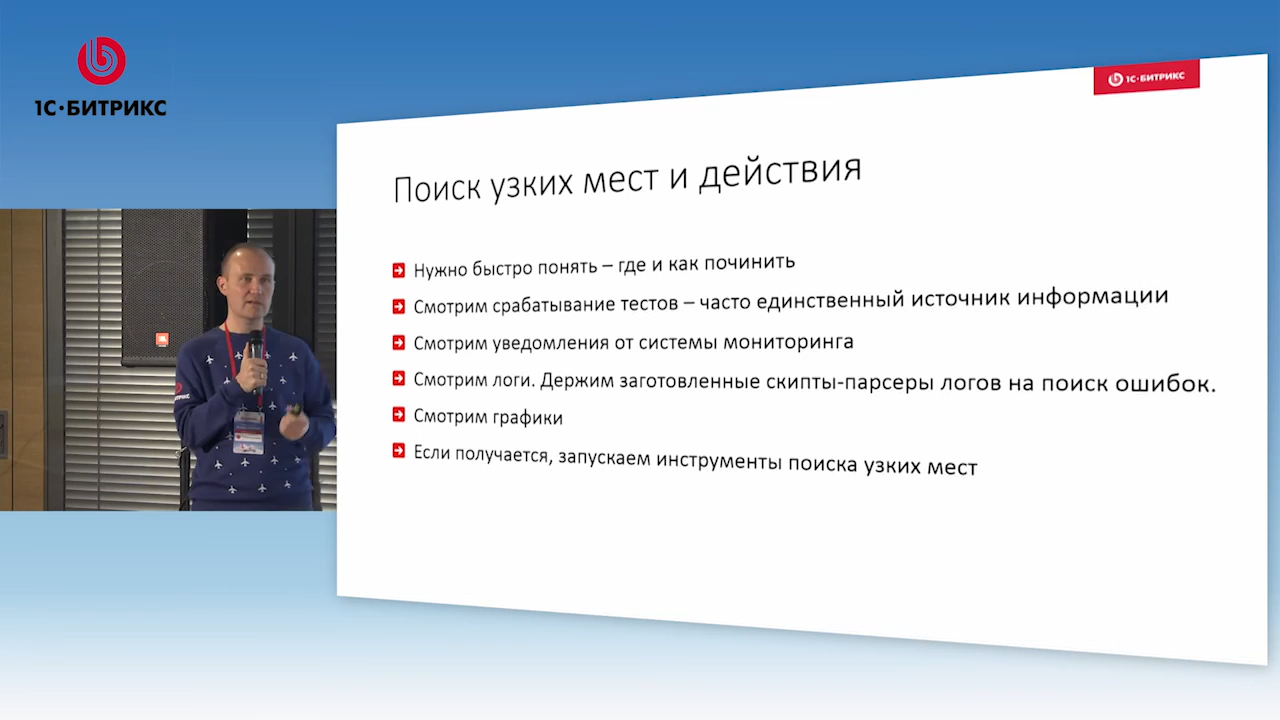 1С·БИТРИКС
1С·БИТРИКС
Поиск узких мест и действия
Нужно быстро понять – где и как починить
Смотрим срабатывание тестов – часто единственный источник информации
Смотрим уведомления от системы мониторинга
Смотрим логи. Держим заготовленные скипты-парсеры логов на поиск ошибок.
Смотрим графики
Если получается, запускаем инструменты поиска узких мест
JBL